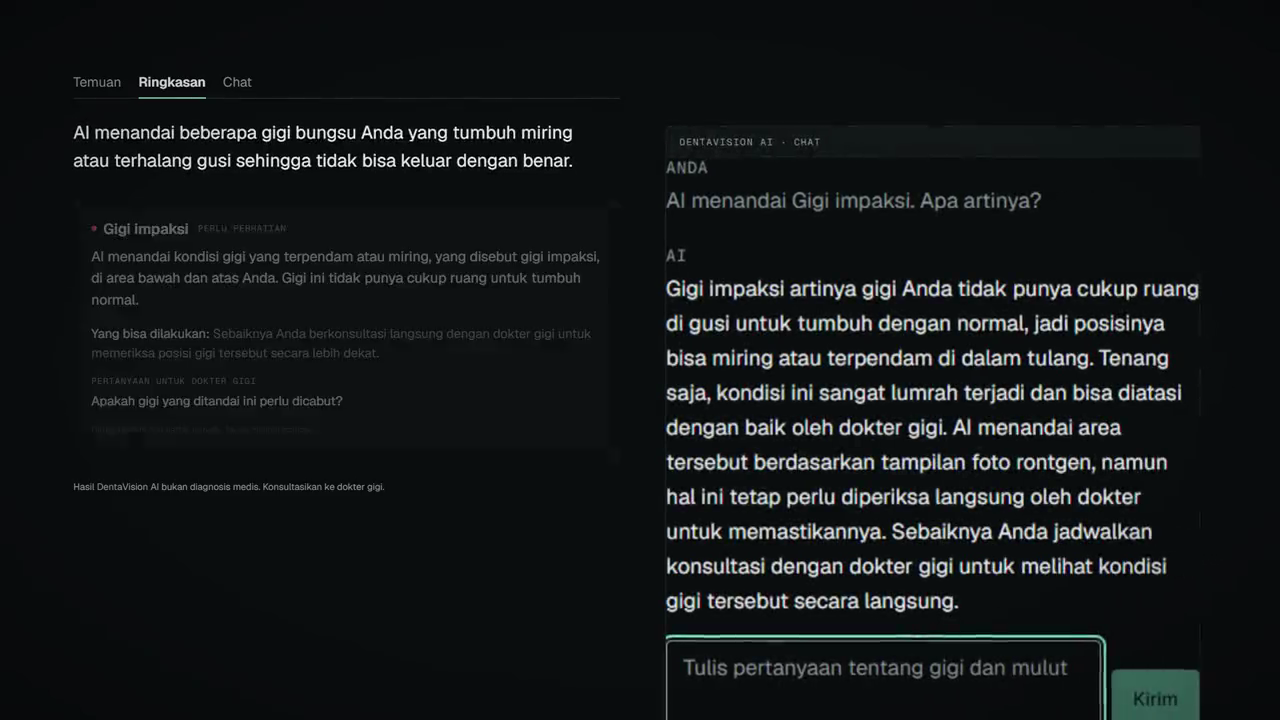 Temuan Ringkasan Chat
AI menandai beberapa gigi bungsu Anda yang tumbuh miring
atau terhalang gusi sehingga tidak bisa keluar dengan benar.
Gigi impaksi PERLU PERHATIAN
AI menandai kondisi gigi yang terpendam atau miring, yang disebut gigi impaksi,
di area bawah dan atas Anda. Gigi ini tidak punya cukup ruang untuk tumbuh
normal.
Yang bisa dilakukan: Sebaiknya Anda berkonsultasi langsung dengan dokter gigi untuk
memeriksa posisi gigi tersebut secara lebih dekat.
PERTANYAAN UNTUK DOKTER GIGI
Apakah gigi yang ditandai ini perlu dicabut?
Hasil DentaVision AI bukan diagnosis medis. Konsultasikan ke dokter gigi.
DENTAVISION AI · CHAT
ANDA
AI menandai Gigi impaksi. Apa artinya?
AI
Gigi impaksi artinya gigi Anda tidak punya cukup ruang
di gusi untuk tumbuh dengan normal, jadi posisinya
bisa miring atau terpendam di dalam tulang. Tenang
saja, kondisi ini sangat lumrah terjadi dan bisa diatasi
dengan baik oleh dokter gigi. AI menandai area
tersebut berdasarkan tampilan foto rontgen, namun
hal ini tetap perlu diperiksa langsung oleh dokter
untuk memastikannya. Sebaiknya Anda jadwalkan
konsultasi dengan dokter gigi untuk melihat kondisi
gigi tersebut secara langsung.
Tulis pertanyaan tentang gigi dan mulut
Kirim